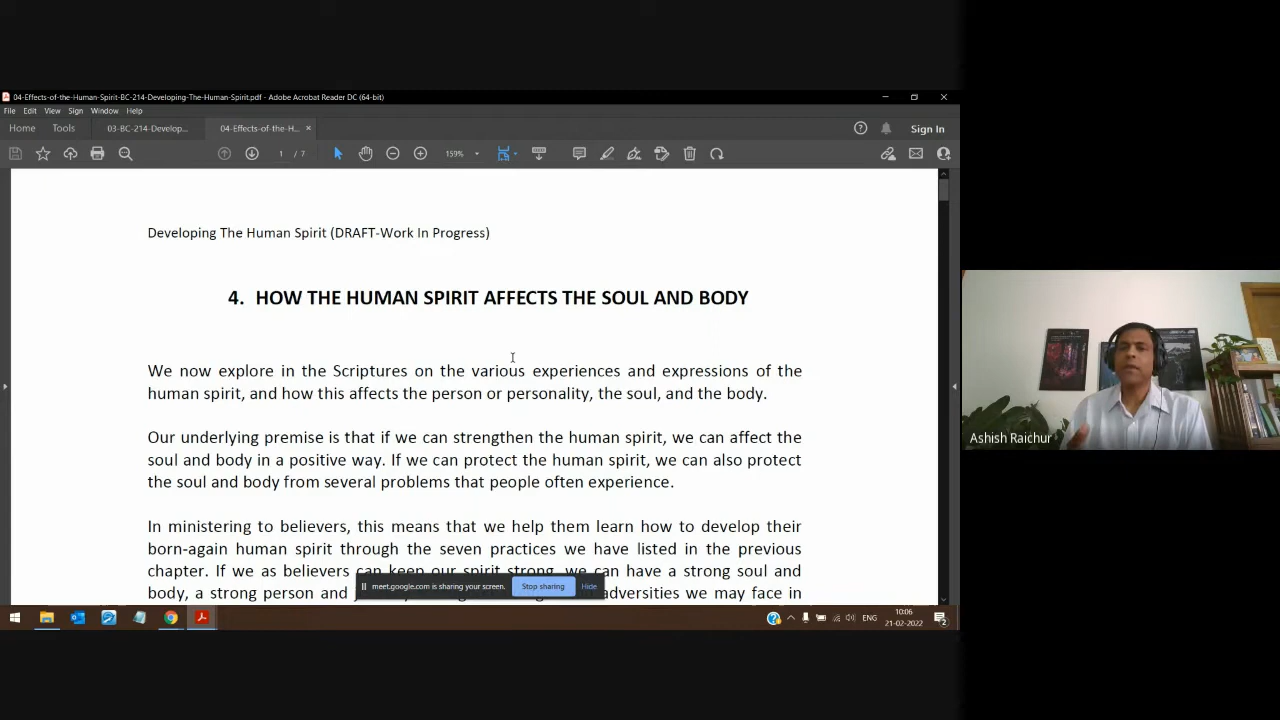 04-Effects-of-the-Human-Spirit-BC-214-Developing-The-Human-Spirit.pdf - Adobe Acrobat Reader DC (64-bit)
File Edit View Sign Window Help
Home Tools 03-BC-214-Develop... 04-Effects-of-the-H... × Sign In
1 / 7 159%
Developing The Human Spirit (DRAFT-Work In Progress)
4. HOW THE HUMAN SPIRIT AFFECTS THE SOUL AND BODY
We now explore in the Scriptures on the various experiences and expressions of the
human spirit, and how this affects the person or personality, the soul, and the body.
Our underlying premise is that if we can strengthen the human spirit, we can affect the
soul and body in a positive way. If we can protect the human spirit, we can also protect
the soul and body from several problems that people often experience.
In ministering to believers, this means that we help them learn how to develop their
born-again human spirit through the seven practices we have listed in the previous
chapter. If we as believers can keep our spirit strong, we can have a strong soul and
body, a strong person and adversities we may face in
meet.google.com is sharing your screen. Stop sharing Hide
ENG
10:06
21-02-2022
2
Ashish Raichur